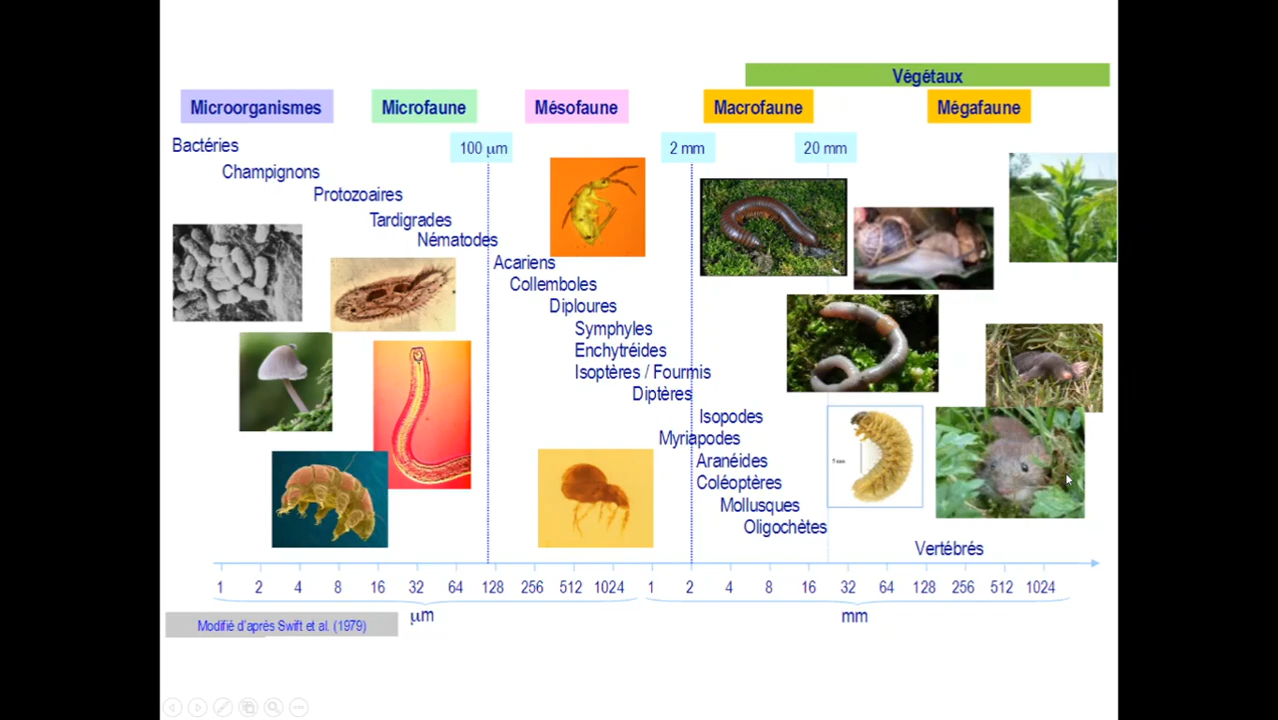 Végétaux
Microorganismes
Microfaune
Mésofaune
Macrofaune
Mégafaune
Bactéries
100 µm
2 mm
20 mm
Champignons
Protozoaires
Tardigrades
Nématodes
Acariens
Collemboles
Diploures
Symphyles
Enchytréides
Isoptères / Fourmis
Diptères
Isopodes
Myriapodes
Aranéides
5 mm
Coléoptères
Mollusques
Oligochètes
Vertébrés
1 2 4 8 16 32 64 128 256 512 1024 1 2 4 8 16 32 64 128 256 512 1024
µm
mm
Modifié d'après Swift et al. (1979)